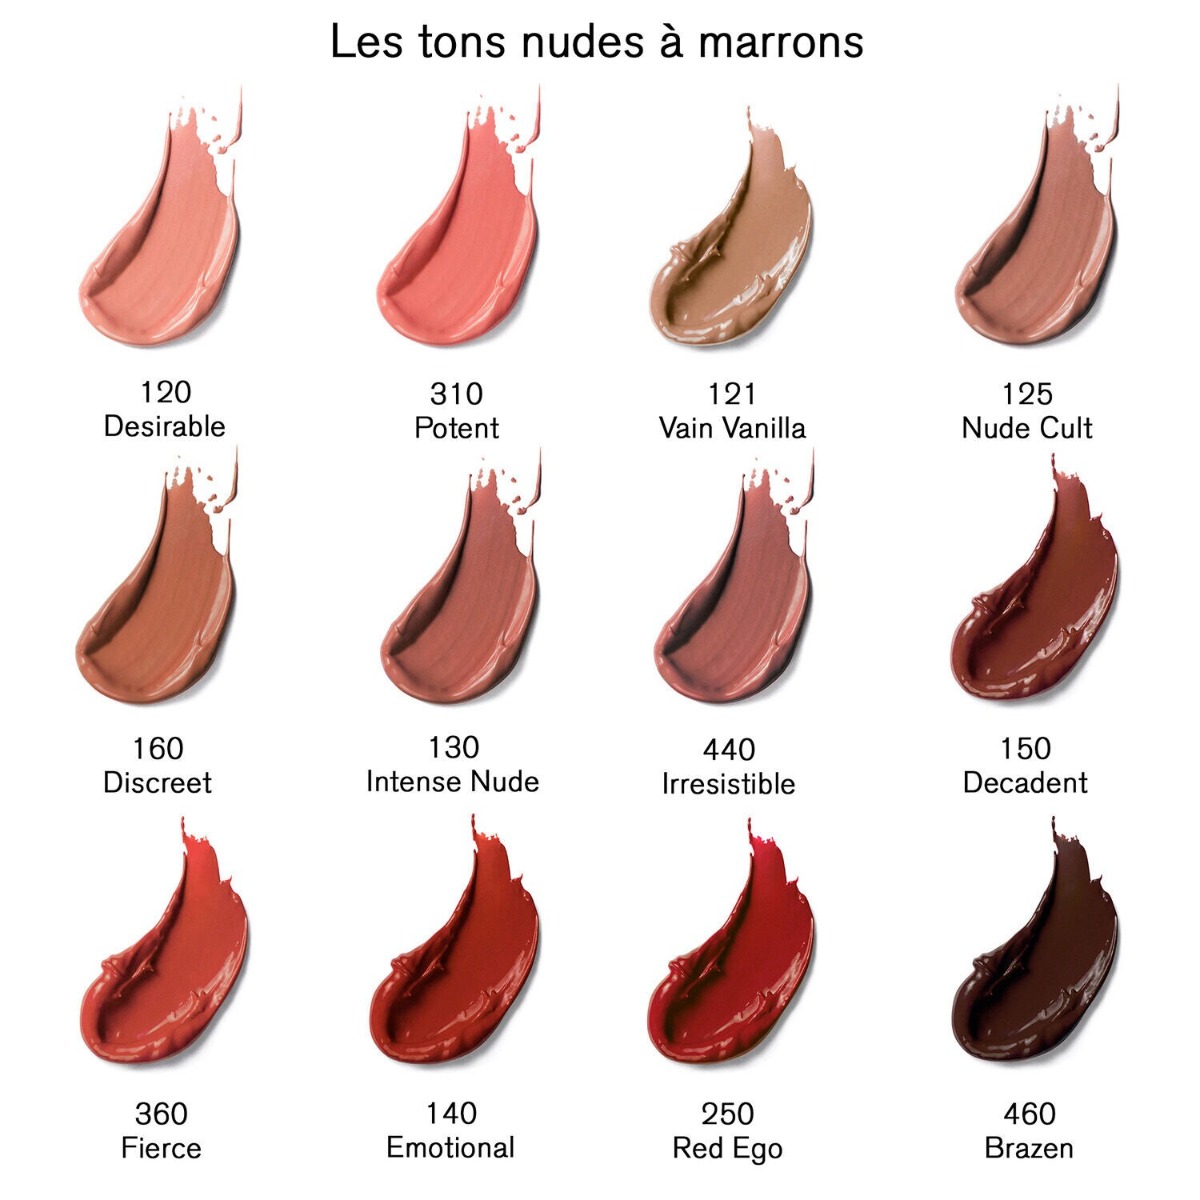 Les tons nudes à marrons
120
Desirable
310
Potent
121
Vain Vanilla
125
Nude Cult
160
Discreet
130
Intense Nude
440
Irresistible
150
Decadent
360
Fierce
140
Emotional
250
Red Ego
460
Brazen